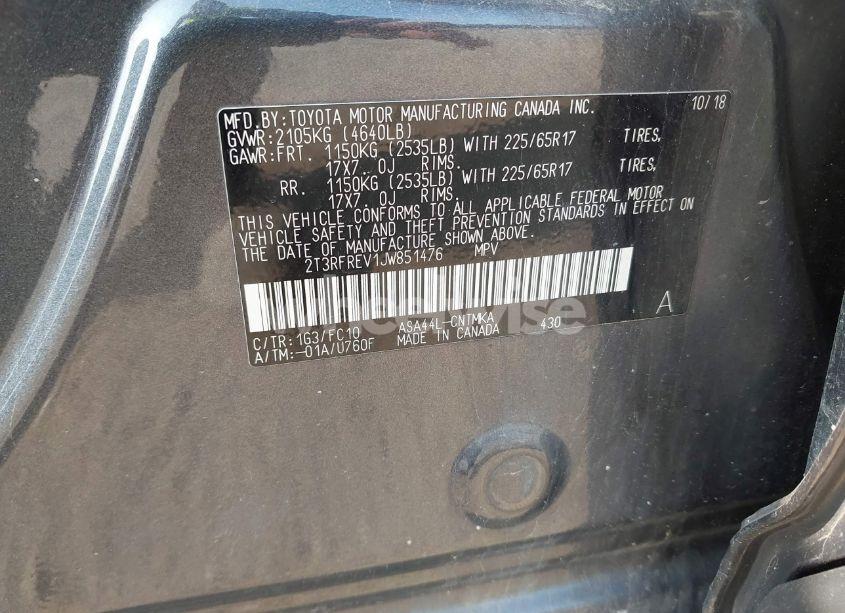 MFD.BY:TOYOTA MOTOR MANUFACTURING CANADA INC. 10/18
GVWR:2105KG (4640LB)
GAWR:FRT. 1150KG (2535LB) WITH 225/65R17 TIRES,
17X7.0J RIMS.
RR. 1150KG (2535LB) WITH 225/65R17 TIRES,
17X7.0J RIMS.
THIS VEHICLE CONFORMS TO ALL APPLICABLE FEDERAL MOTOR
VEHICLE SAFETY AND THEFT PREVENTION STANDARDS IN EFFECT ON
THE DATE OF MANUFACTURE SHOWN ABOVE.
2T3RFREV1JW851476 MPV
A
C/TR:1G3/FC10 ASA44L-CNTMKA 430
A/TM:-01A/U760F MADE IN CANADA